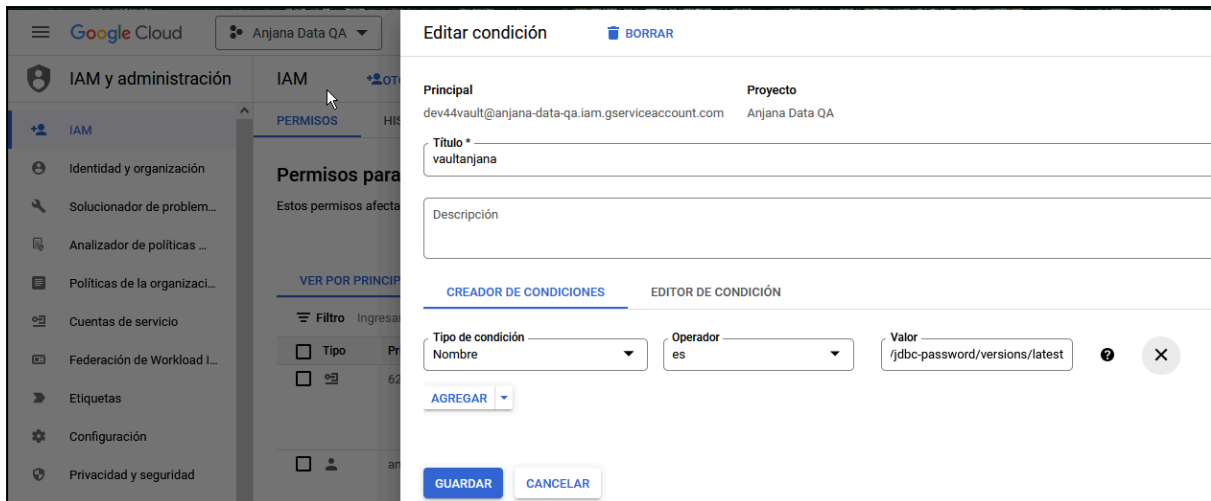 Google Cloud
Anjana Data QA
IAM y administración
IAM
PERMISOS
IAM
Identidad y organización
Solucionador de problem...
Analizador de políticas ...
Políticas de la organizaci...
Cuentas de servicio
Federación de Workload I...
Etiquetas
Configuración
Privacidad y seguridad
Permisos para
Estos permisos afecta
VER POR PRINCIP
Filtro Ingresa
Tipo Pr
62
an
Editar condición
BORRAR
Principal
Proyecto
dev44vault@anjana-data-qa.iam.gserviceaccount.com
Anjana Data QA
Título *
vaultanjana
Descripción
CREADOR DE CONDICIONES
EDITOR DE CONDICIÓN
Tipo de condición
Nombre
Operador
es
Valor
/jdbc-password/versions/latest
AGREGAR
GUARDAR
CANCELAR